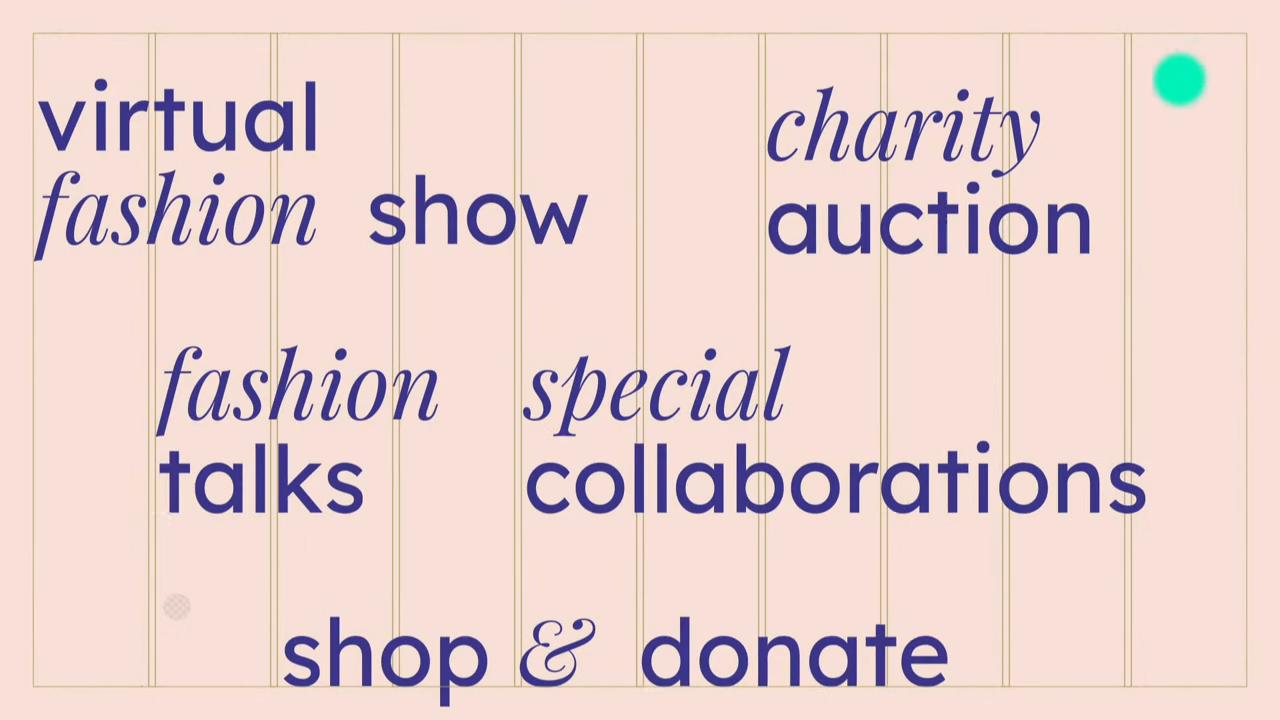 virtual
fashion show
charity
auction
fashion
talks
special
collaborations
shop & donate